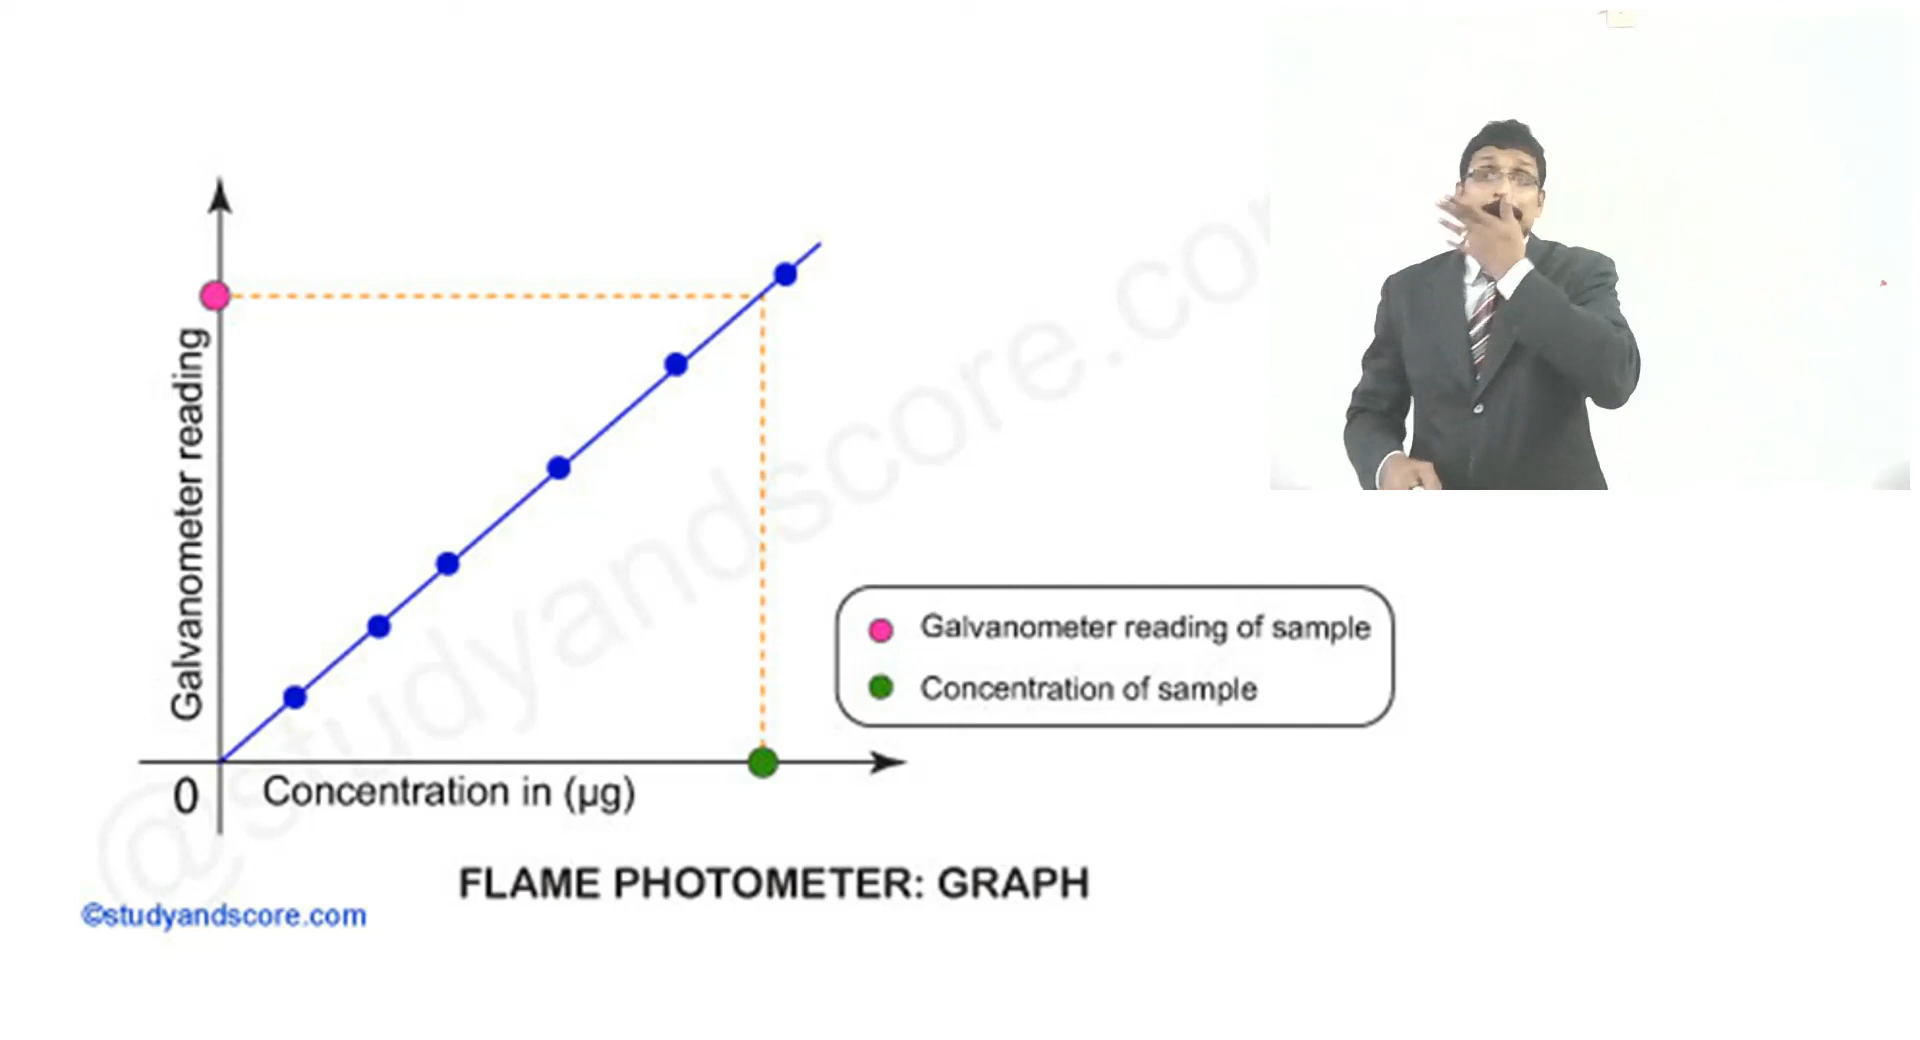 Galvanometer reading
0
Concentration in (µg)
Galvanometer reading of sample
Concentration of sample
FLAME PHOTOMETER: GRAPH
©studyandscore.com
@studyandscore.co